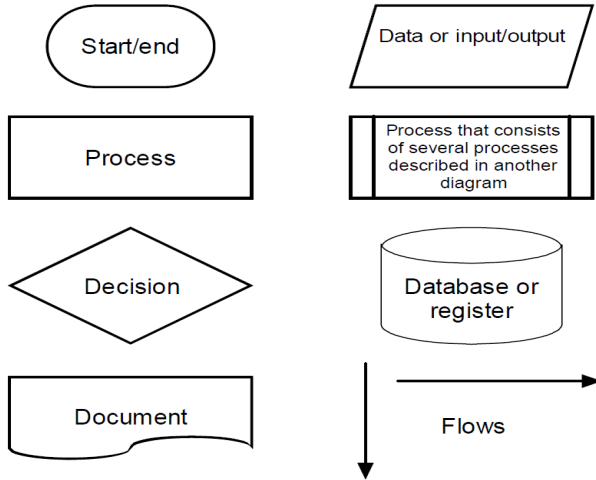 Start/end
Data or input/output
Process
Process that consists
of several processes
described in another
diagram
Decision
Database or
register
Document
Flows